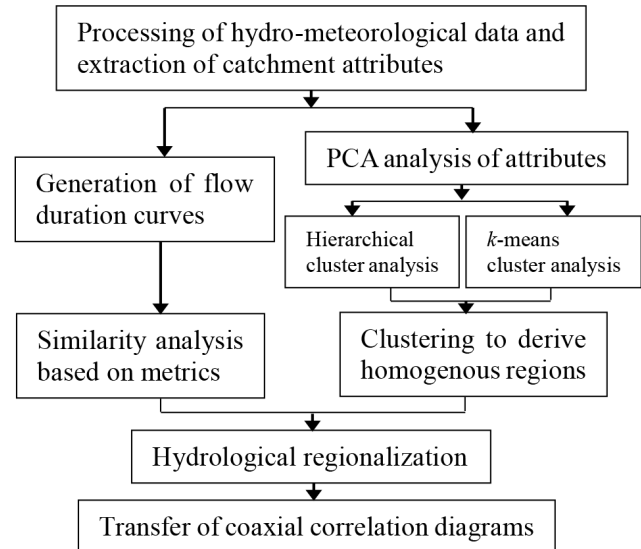 Processing of hydro-meteorological data and
extraction of catchment attributes
Generation of flow
duration curves
PCA analysis of attributes
Hierarchical
cluster analysis
k-means
cluster analysis
Similarity analysis
based on metrics
Clustering to derive
homogenous regions
Hydrological regionalization
Transfer of coaxial correlation diagrams